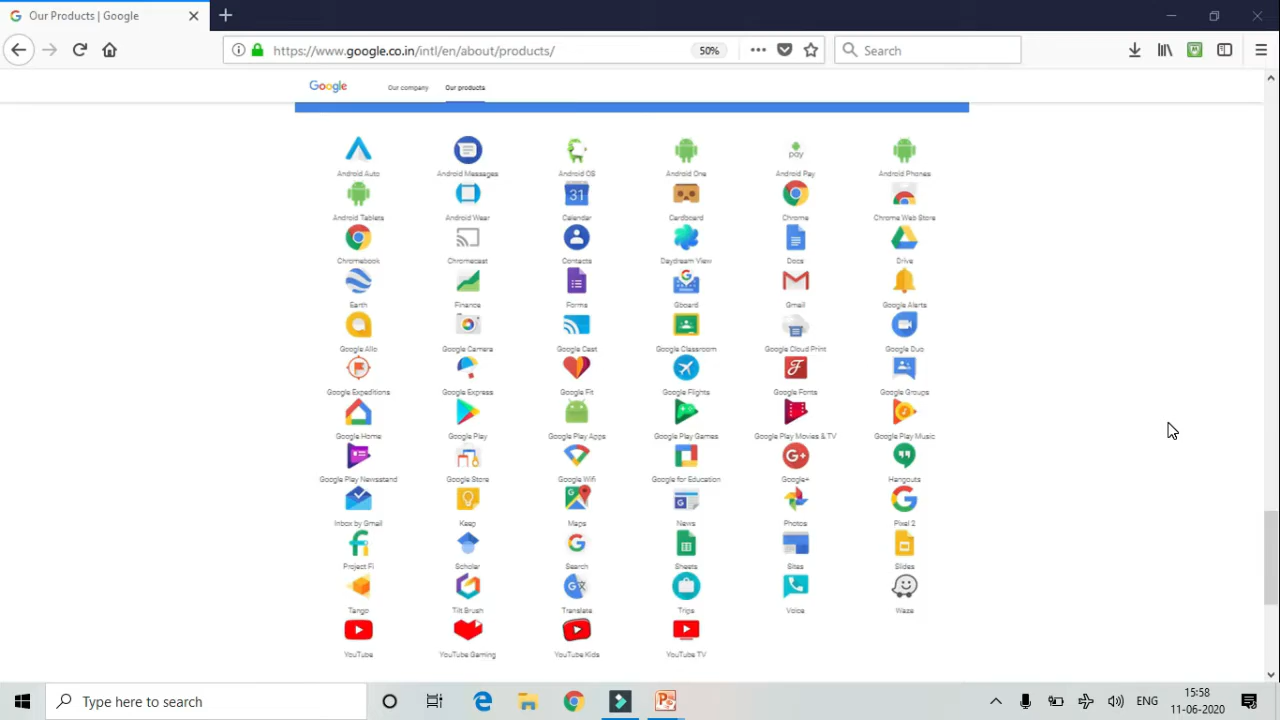 Our Products | Google
https://www.google.co.in/intl/en/about/products/
50%
Search
Google
Our company
Our products
Android Auto
Android Messages
Android OS
Android One
pay
Android Pay
Android Phones
Android Tablets
Android Wear
31
Calendar
Cardboard
Chrome
Chrome Web Store
Chromebook
Chromecast
Contacts
Daydream View
Docs
Drive
Earth
Finance
Forms
Gboard
Gmail
Google Alerts
Google Allo
Google Camera
Google Cast
Google Classroom
Google Cloud Print
Google Duo
Google Expeditions
Google Express
Google Fit
Google Flights
Google Fonts
Google Groups
Google Home
Google Play
Google Play Apps
Google Play Games
Google Play Movies & TV
Google Play Music
Google Play Newsstand
Google Store
Google Wifi
Google for Education
G+
Google+
Hangouts
Inbox by Gmail
Keep
Maps
News
Photos
Pixel 2
Project Fi
Scholar
Search
Sheets
Sites
Slides
Tango
Tilt Brush
Translate
Trips
Voice
Waze
YouTube
YouTube Gaming
YouTube Kids
YouTube TV
Type here to search
ENG
5:58
11-06-2020